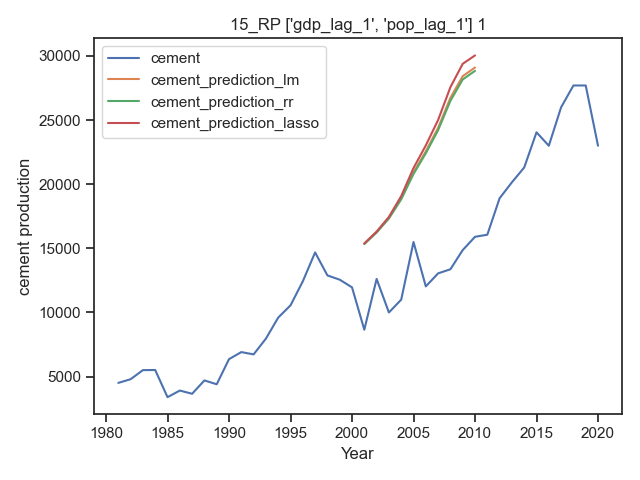 15_RP ['gdp_lag_1', 'pop_lag_1'] 1
cement
cement_prediction_lm
cement_prediction_rr
cement_prediction_lasso
cement production
30000
25000
20000
15000
10000
5000
1980 1985 1990 1995 2000 2005 2010 2015 2020
Year